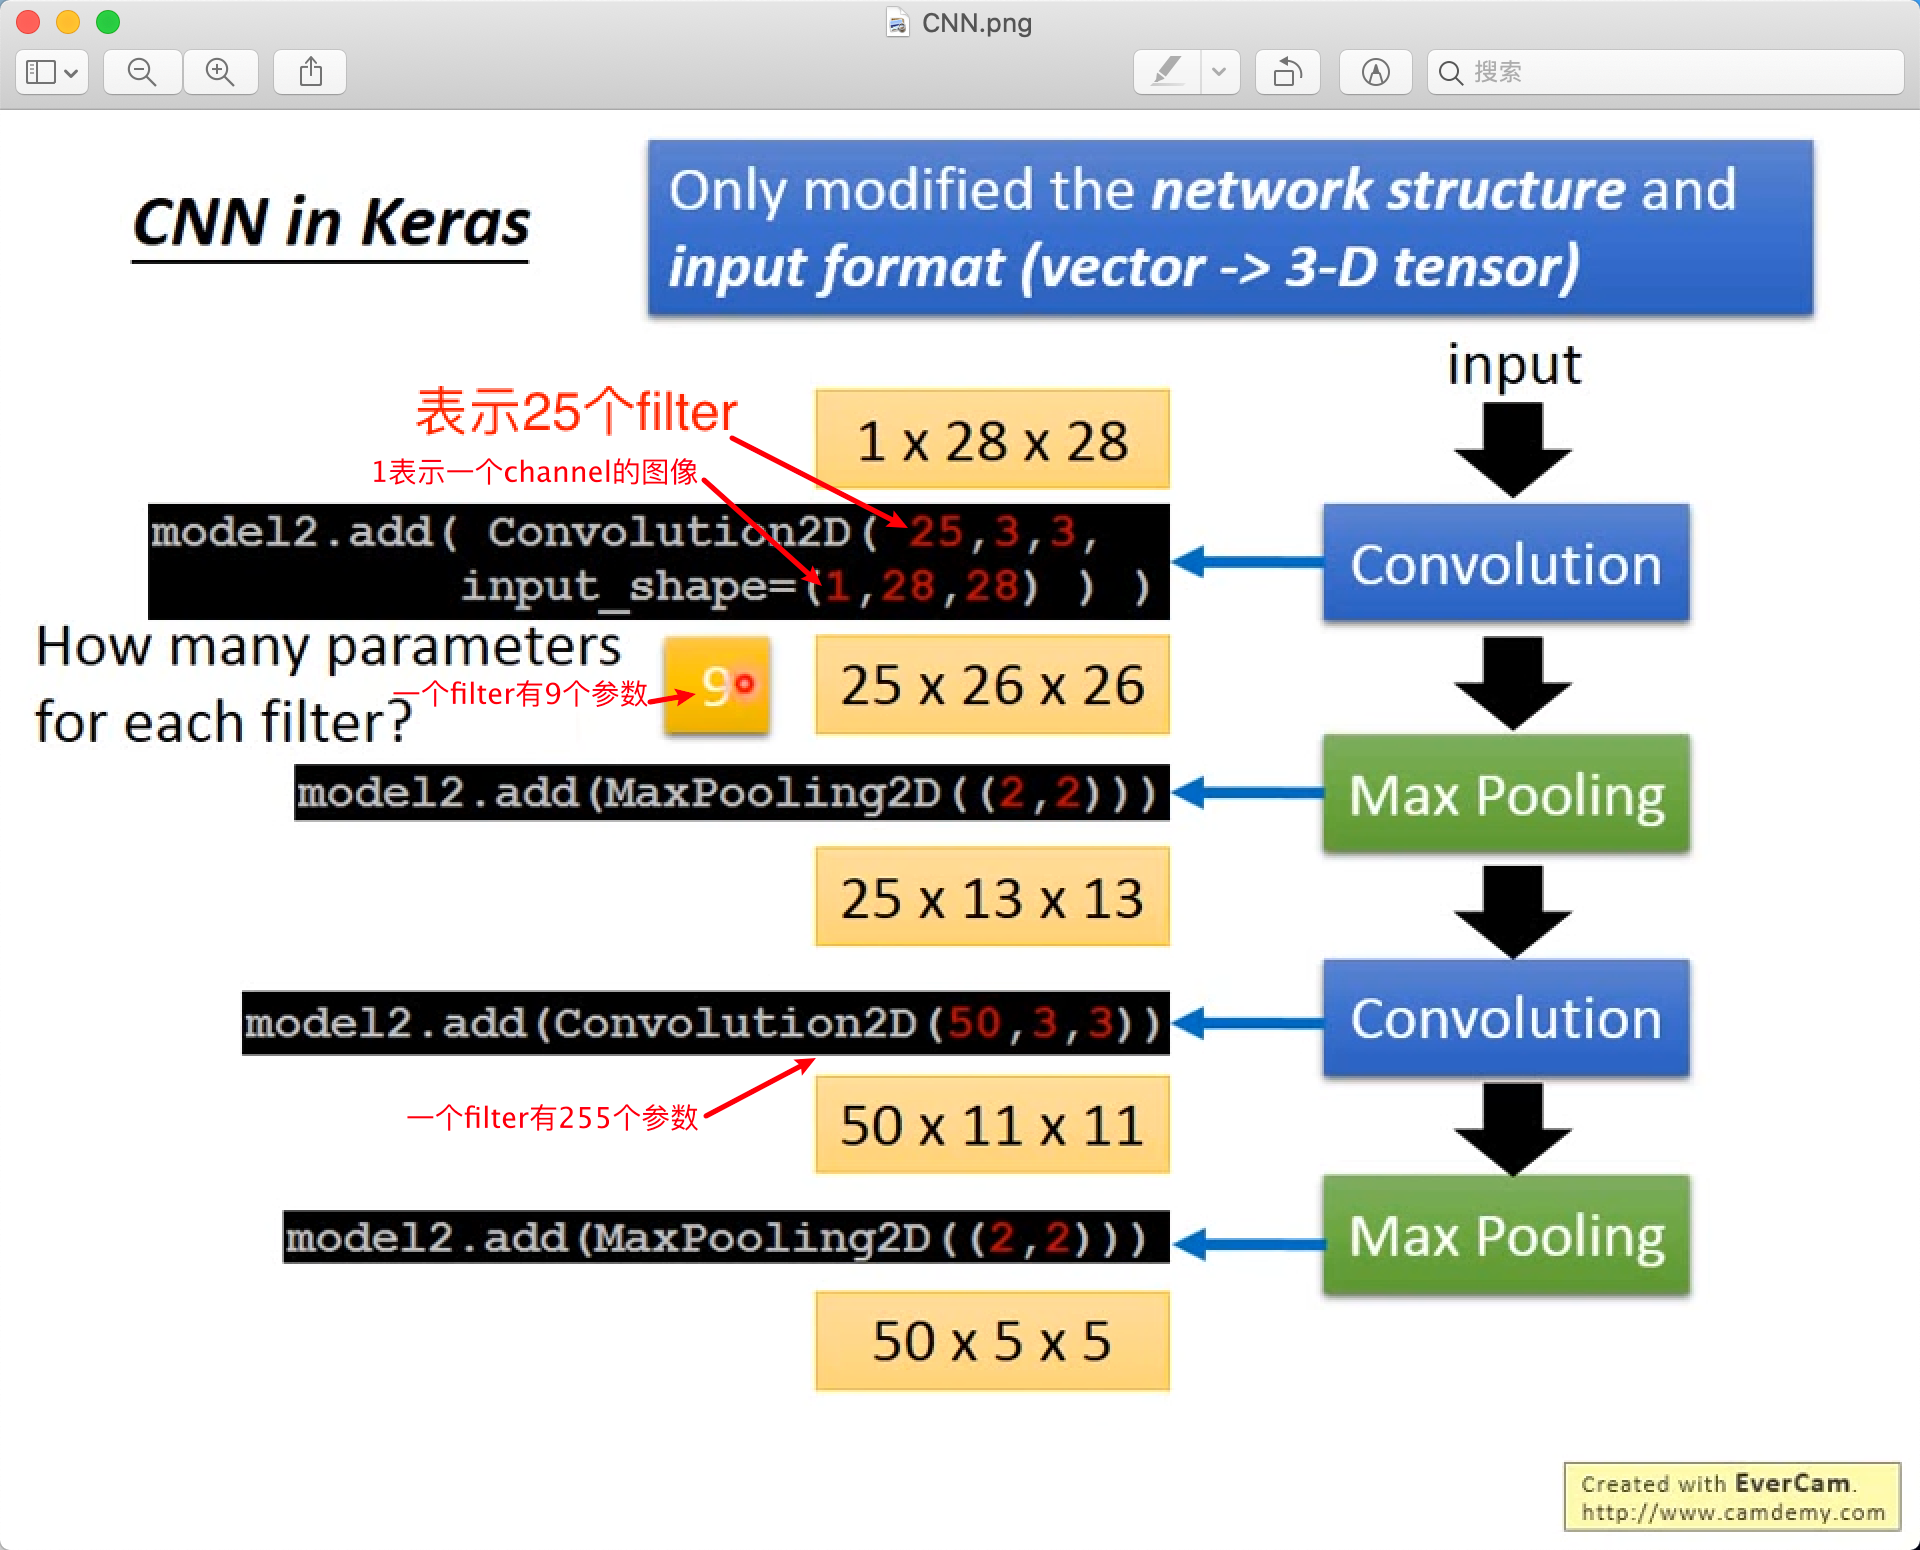 CNN.png
搜索
CNN in Keras
Only modified the network structure and
input format (vector -> 3-D tensor)
input
表示25个filter
1 x 28 x 28
1表示一个channel的图像
model2.add( Convolution2D( 25,3,3,
input_shape=(1,28,28) ) )
Convolution
How many parameters
for each filter?
一个filter有9个参数
9
25 x 26 x 26
model2.add(MaxPooling2D((2,2)))
Max Pooling
25 x 13 x 13
model2.add(Convolution2D(50,3,3))
Convolution
一个filter有255个参数
50 x 11 x 11
model2.add(MaxPooling2D((2,2)))
Max Pooling
50 x 5 x 5
Created with EverCam.
http://www.camdemy.com